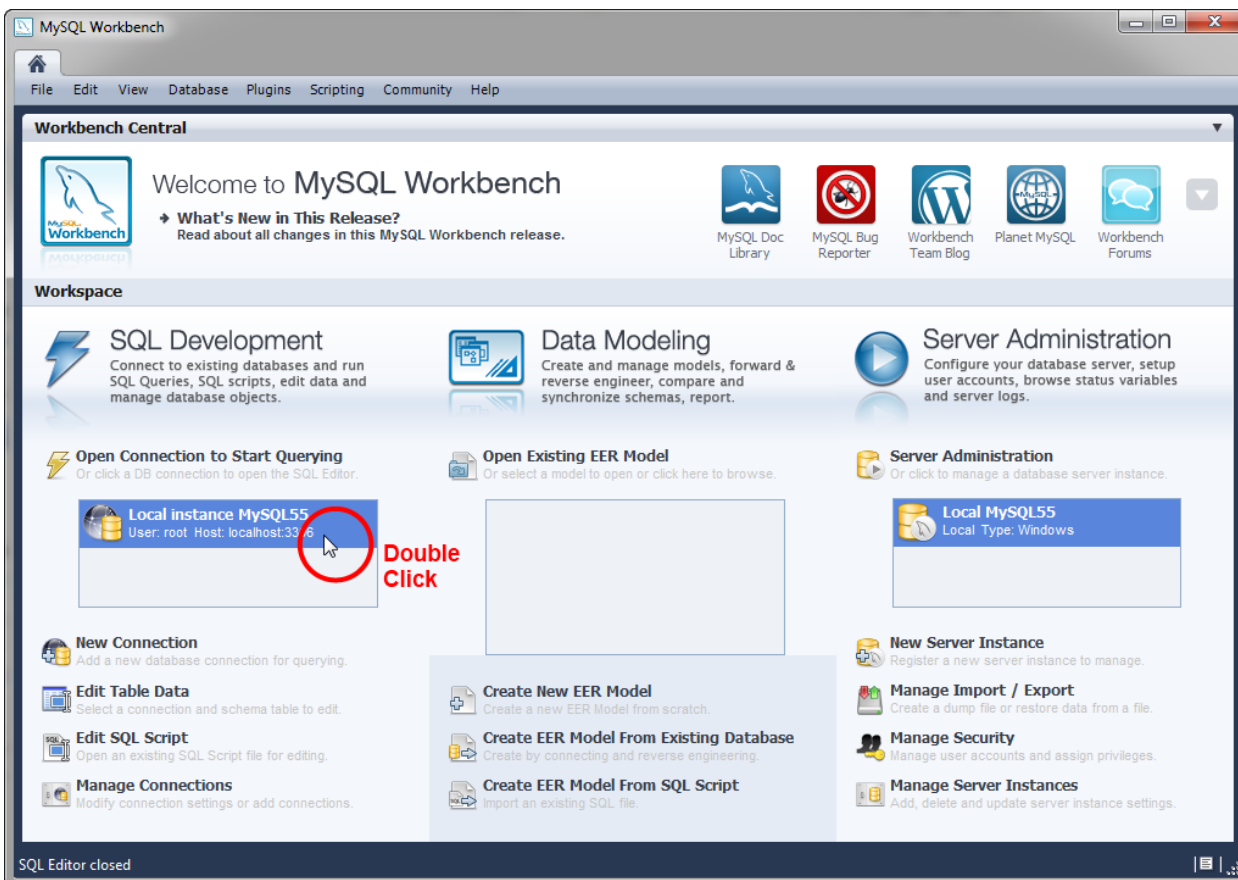 MySQL Workbench
File Edit View Database Plugins Scripting Community Help
Workbench Central
MySQL Workbench
Welcome to MySQL Workbench
What's New in This Release?
Read about all changes in this MySQL Workbench release.
MySQL Doc
Library
MySQL Bug
Reporter
Workbench
Team Blog
MySQL
Planet MySQL
Workbench
Forums
Workspace
SQL Development
Connect to existing databases and run
SQL Queries, SQL scripts, edit data and
manage database objects.
Data Modeling
Create and manage models, forward &
reverse engineer, compare and
synchronize schemas, report.
Server Administration
Configure your database server, setup
user accounts, browse status variables
and server logs.
Open Connection to Start Querying
Or click a DB connection to open the SQL Editor.
Local instance MySQL55
User: root Host: localhost:
Double
Click
New Connection
Add a new database connection for querying.
Edit Table Data
Select a connection and schema table to edit.
SQL
Edit SQL Script
Open an existing SQL Script file for editing.
Manage Connections
Modify connection settings or add connections.
Open Existing EER Model
Or select a model to open or click here to browse.
Create New EER Model
Create a new EER Model from scratch.
Create EER Model From Existing Database
Create by connecting and reverse engineering.
SQL
Create EER Model From SQL Script
Import an existing SQL file.
Server Administration
Or click to manage a database server instance.
Local MySQL55
Local Type: Windows
New Server Instance
Register a new server instance to manage.
Manage Import / Export
Create a dump file or restore data from a file.
Manage Security
Manage user accounts and assign privileges.
Manage Server Instances
Add, delete and update server instance settings.
SQL Editor closed